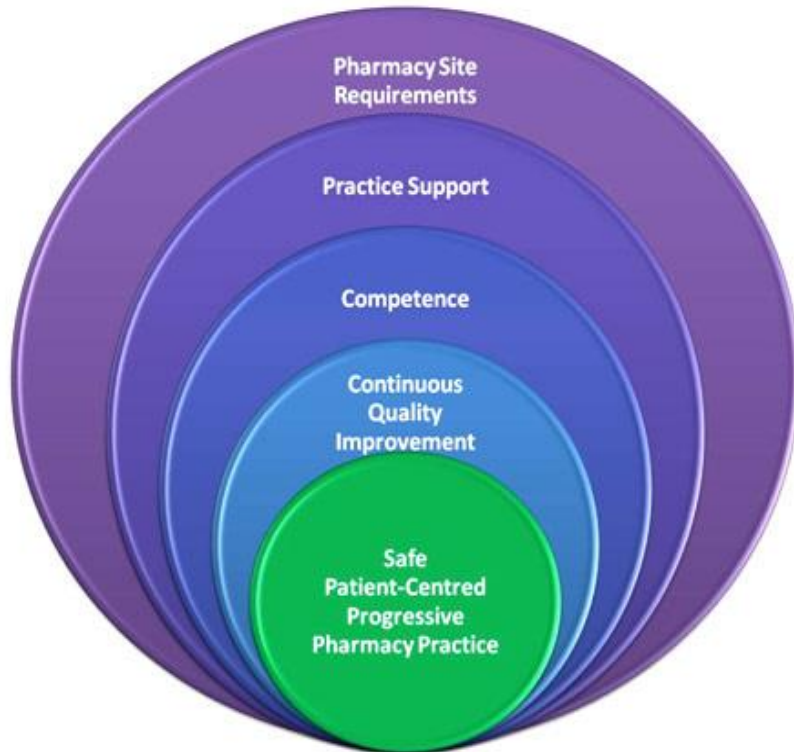 Pharmacy Site
Requirements
Practice Support
Competence
Continuous
Quality
Improvement
Safe
Patient-Centred
Progressive
Pharmacy Practice